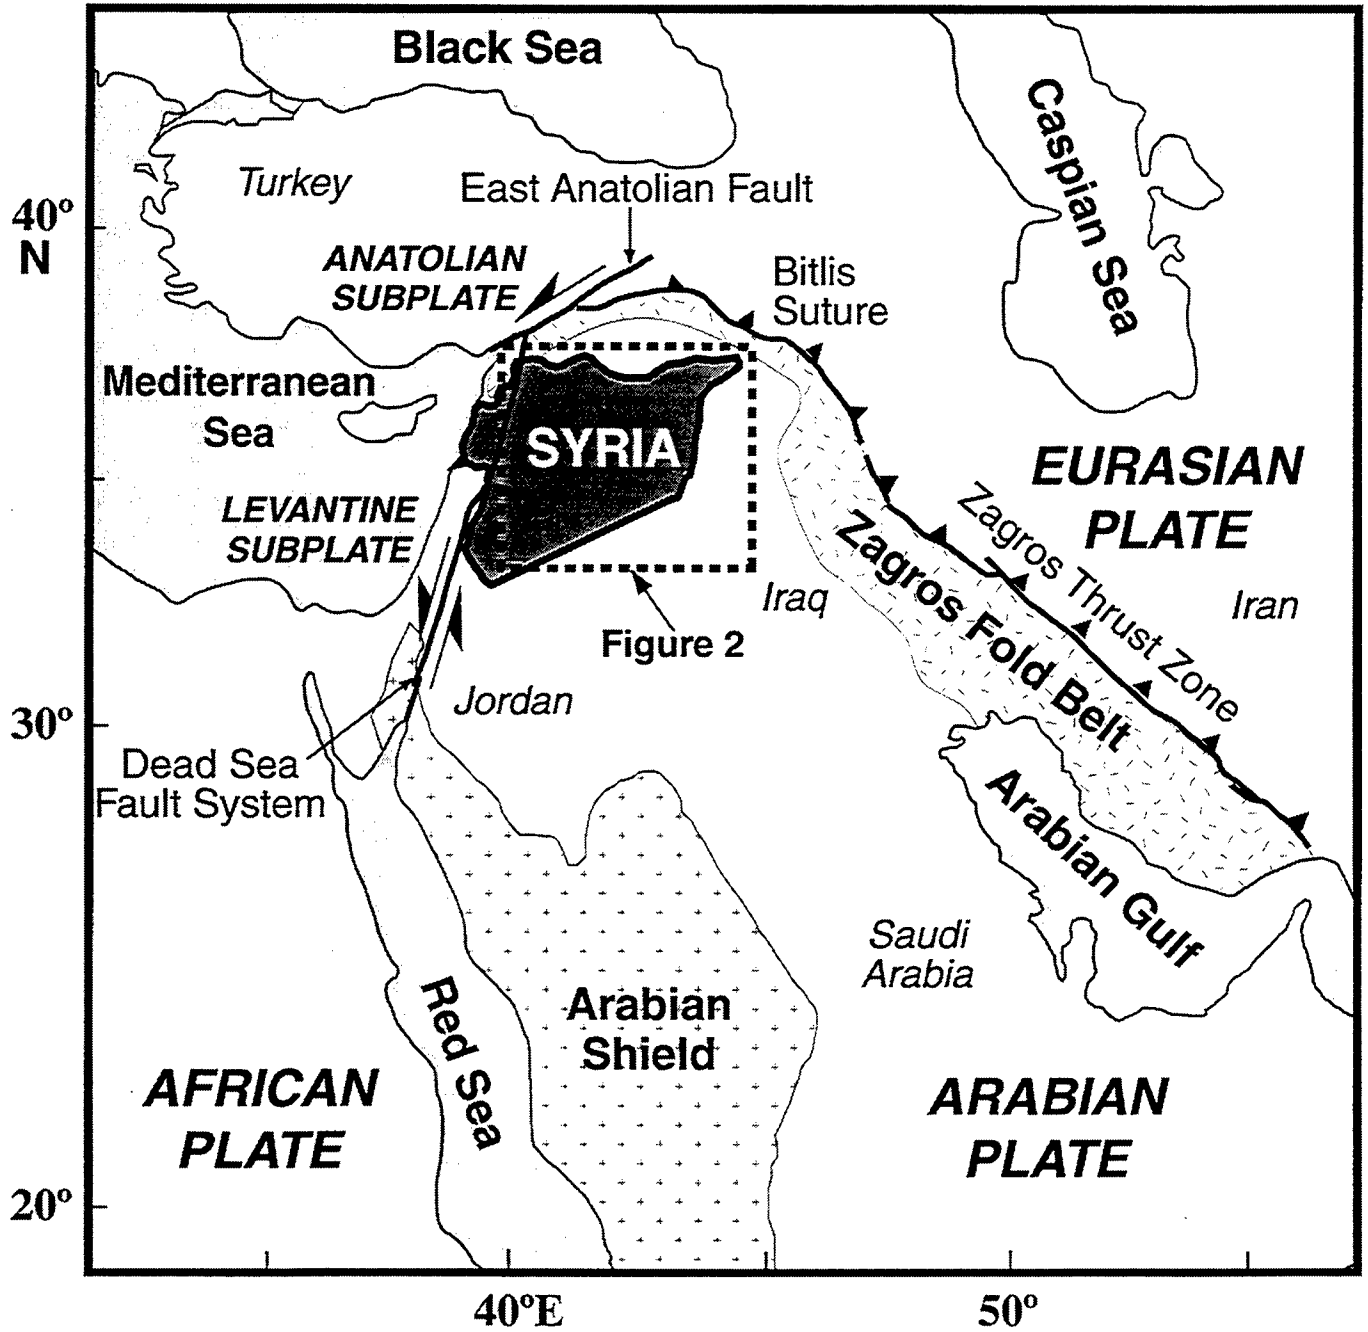 Black Sea
Caspian Sea
Turkey
East Anatolian Fault
40º
N
ANATOLIAN
SUBPLATE
Bitlis
Suture
Mediterranean
Sea
SYRIA
EURASIAN
PLATE
LEVANTINE
SUBPLATE
Zagros Thrust Zone
Zagros Fold Belt
Iraq
Iran
Figure 2
Jordan
30º
Dead Sea
Fault System
Arabian Gulf
Saudi
Arabia
Red Sea
Arabian
Shield
AFRICAN
PLATE
ARABIAN
PLATE
20º
40ºE
50º